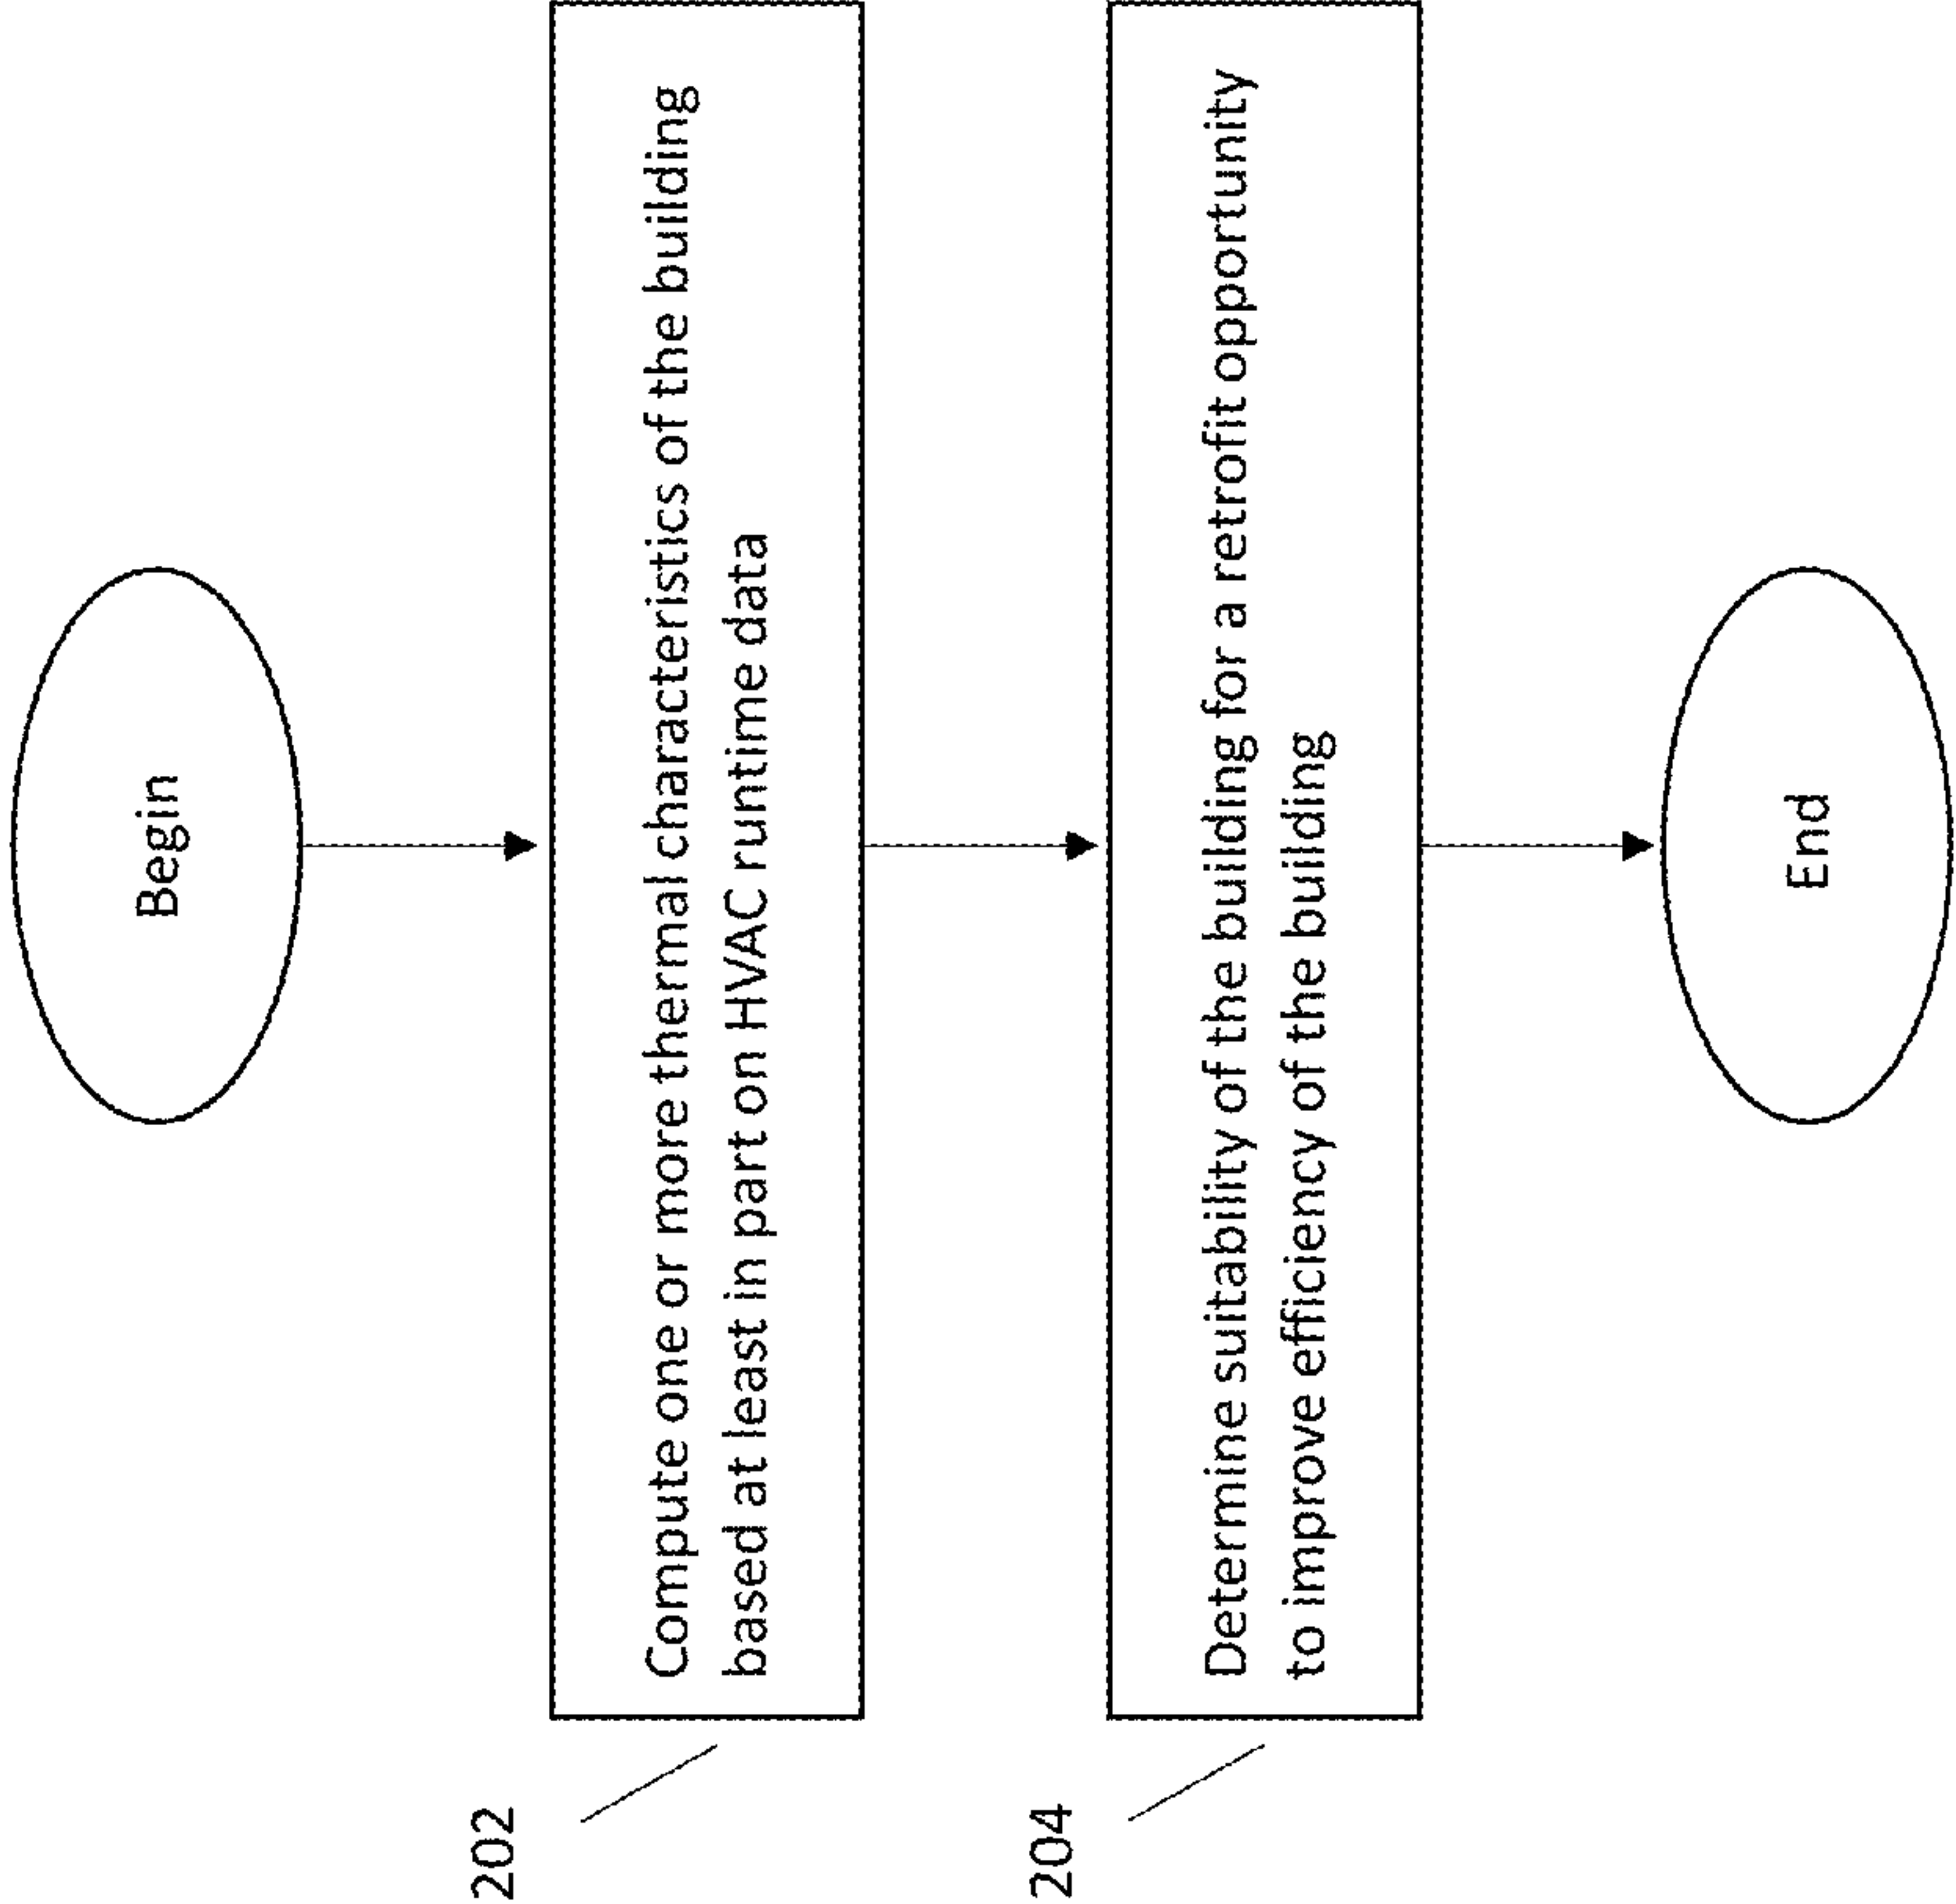 Begin
202
Compute one or more thermal characteristics of the building
based at least in part on HVAC runtime data
204
Determine suitability of the building for a retrofit opportunity
to improve efficiency of the building
End